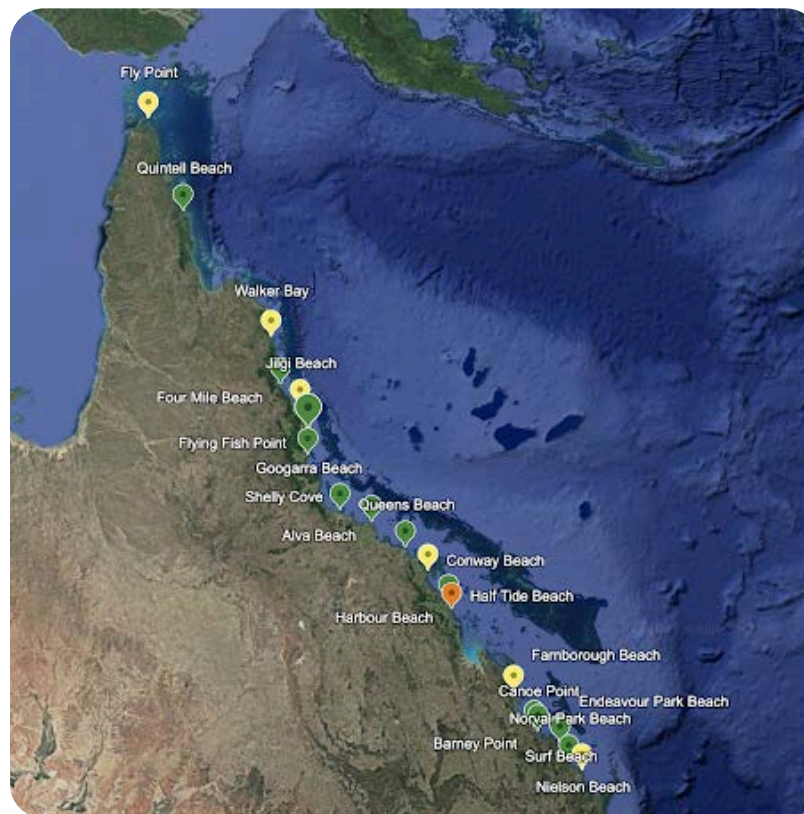 Fly Point
Quintell Beach
Walker Bay
Jilgi Beach
Four Mile Beach
Flying Fish Point
Googarra Beach
Shelly Cove
Queens Beach
Alva Beach
Conway Beach
Half Tide Beach
Harbour Beach
Farnborough Beach
Canoe Point
Endeavour Park Beach
Norval Park Beach
Barney Point
Surf Beach
Nielson Beach